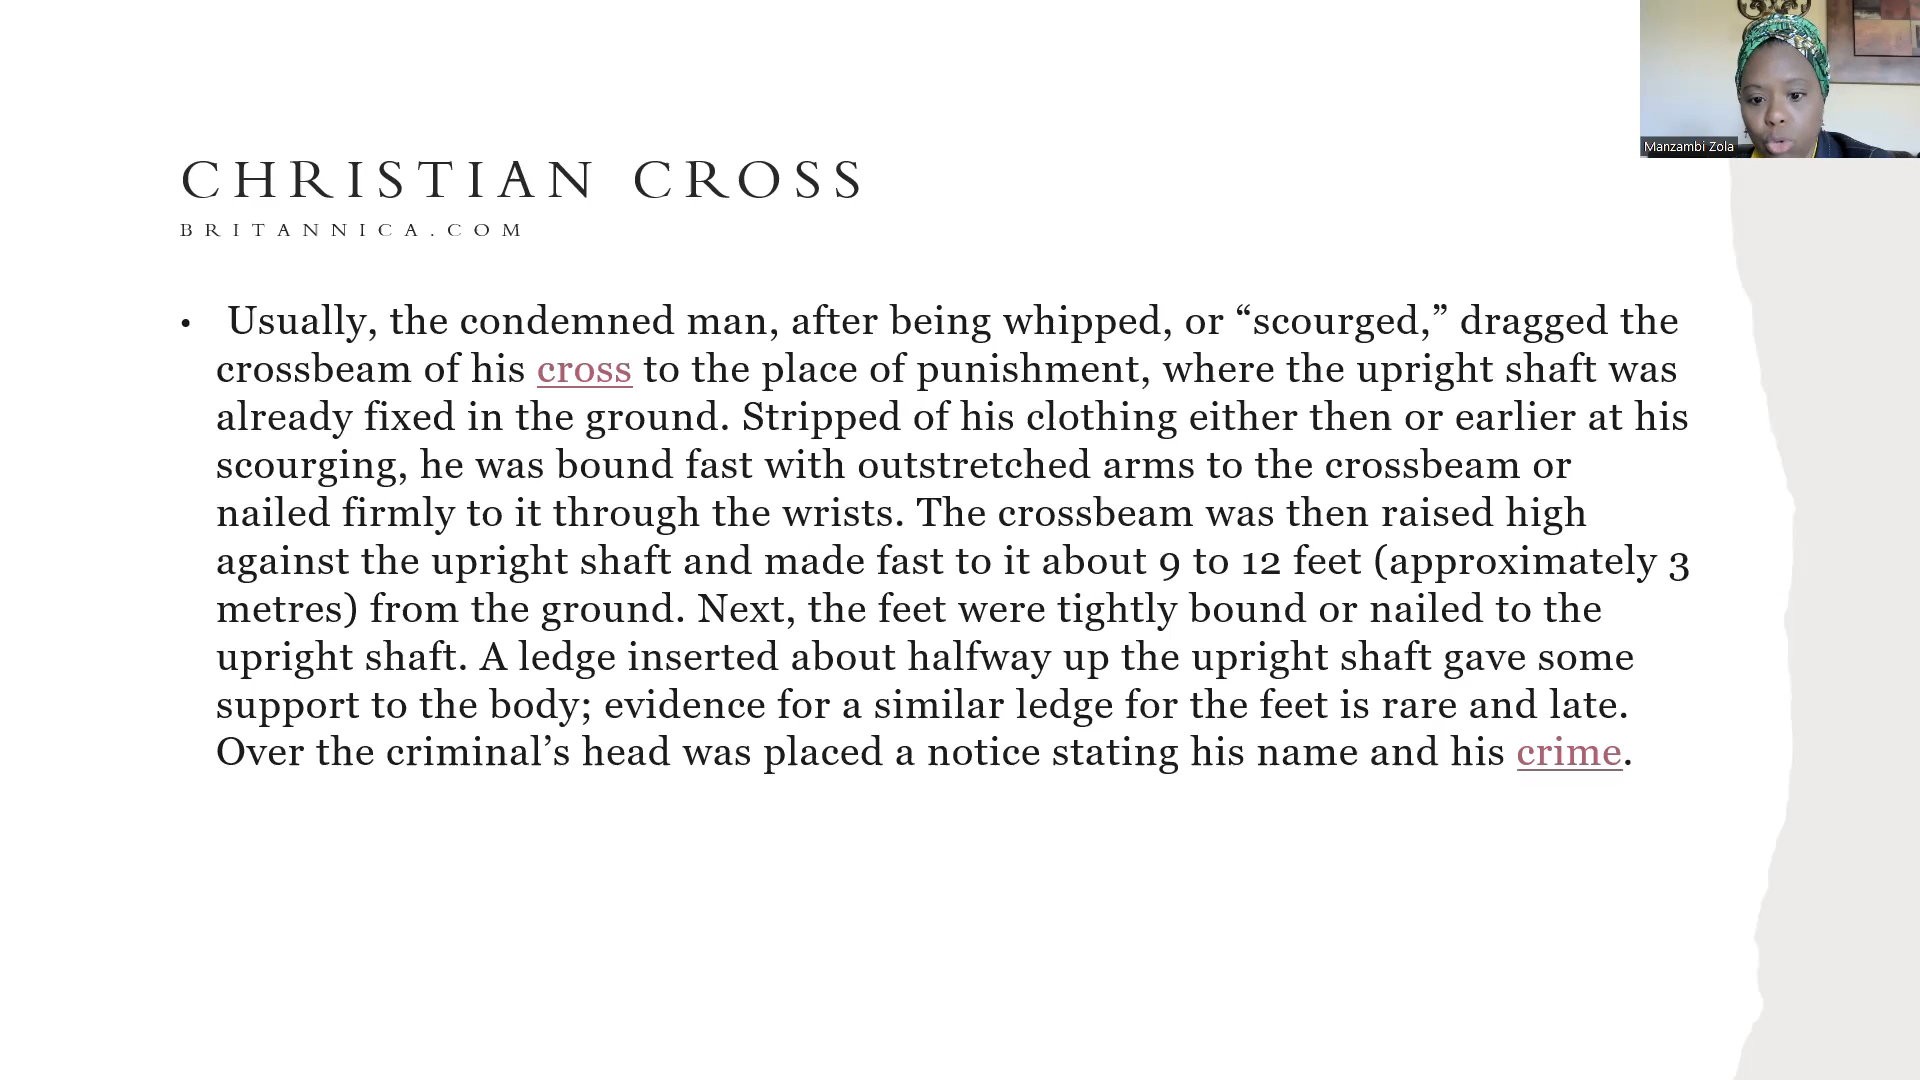 Manzambi Zola
CHRISTIAN CROSS
BRITANNICA.COM
• Usually, the condemned man, after being whipped, or “scourged,” dragged the
crossbeam of his cross to the place of punishment, where the upright shaft was
already fixed in the ground. Stripped of his clothing either then or earlier at his
scourging, he was bound fast with outstretched arms to the crossbeam or
nailed firmly to it through the wrists. The crossbeam was then raised high
against the upright shaft and made fast to it about 9 to 12 feet (approximately 3
metres) from the ground. Next, the feet were tightly bound or nailed to the
upright shaft. A ledge inserted about halfway up the upright shaft gave some
support to the body; evidence for a similar ledge for the feet is rare and late.
Over the criminal’s head was placed a notice stating his name and his crime.